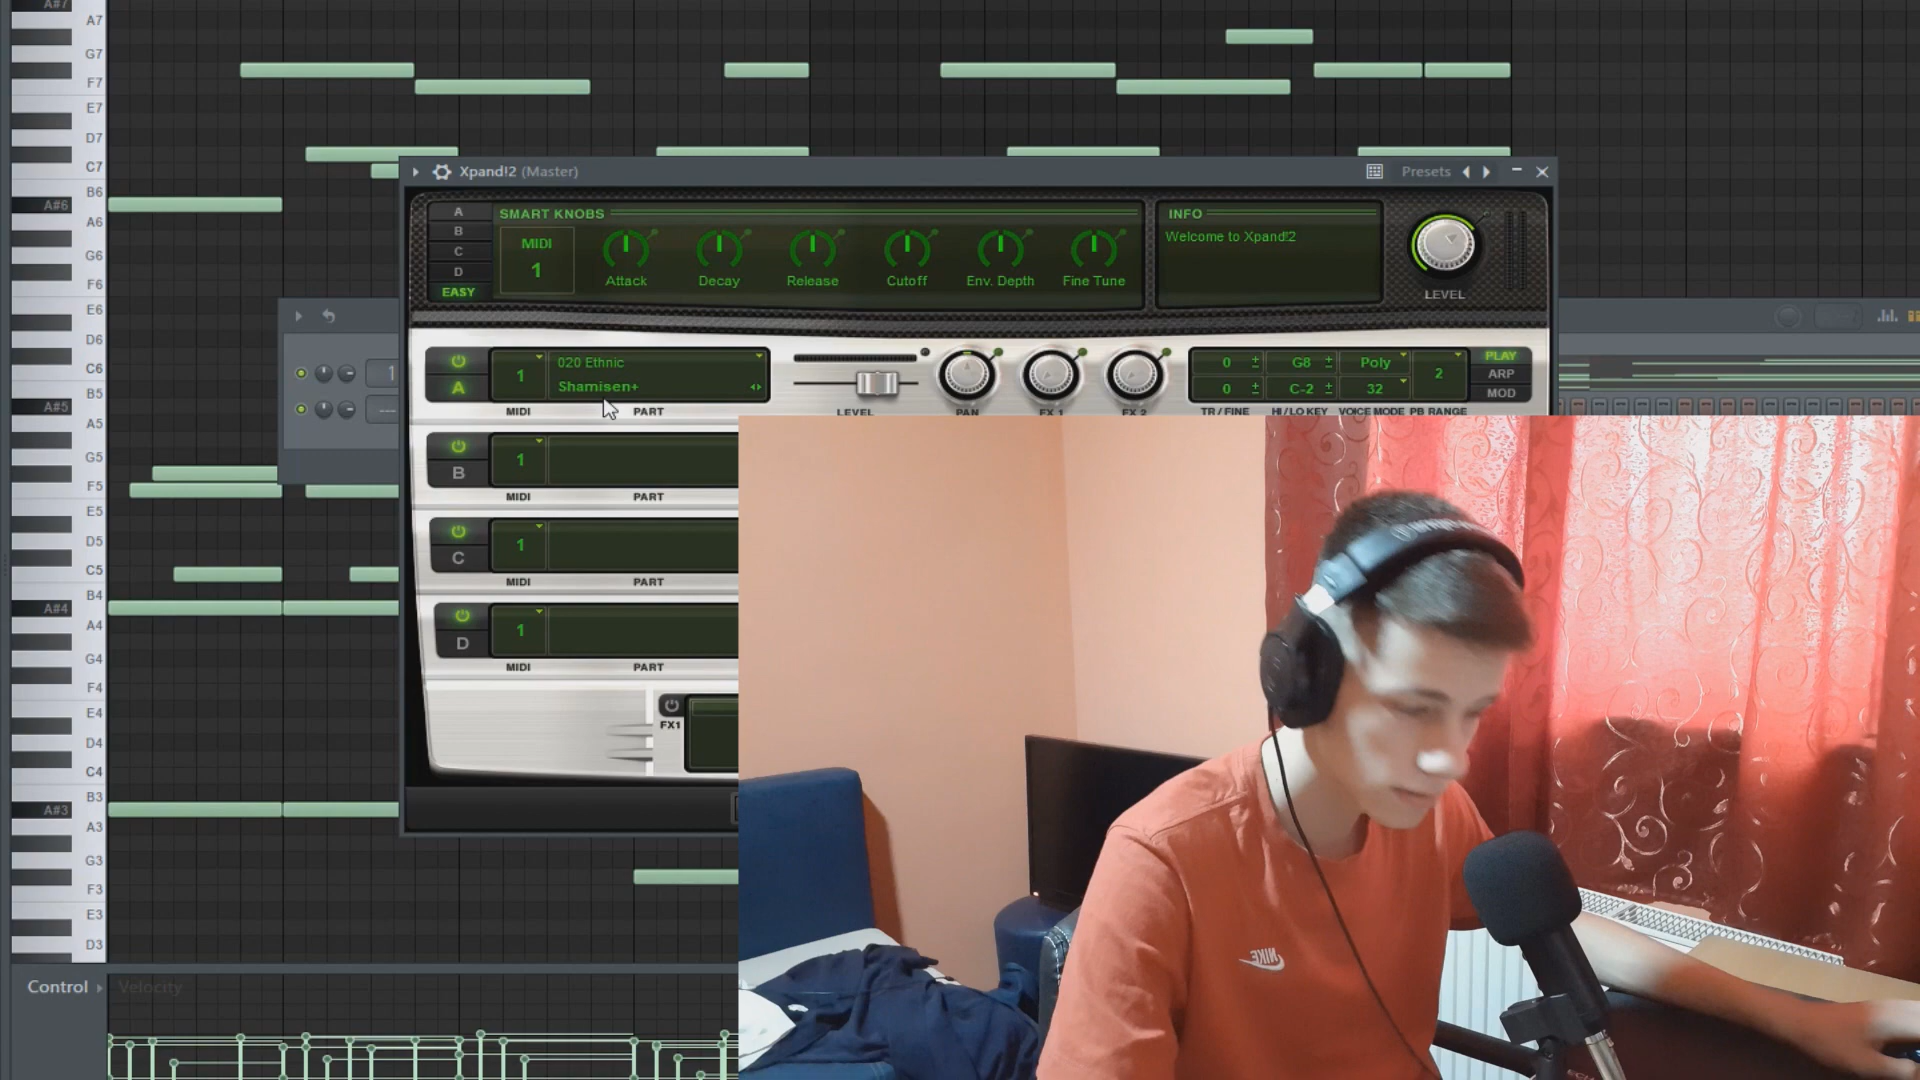 A#7
A7
G7
F7
E7
D7
C7
B6
A#6
A6
G6
F6
E6
D6
C6
B5
A#5
A5
G5
F5
E5
D5
C5
B4
A#4
A4
G4
F4
E4
D4
C4
B3
A#3
A3
G3
F3
E3
D3
Control
Velocity
Xpand!2 (Master)
Presets
A
B
C
D
EASY
SMART KNOBS
MIDI
1
Attack
Decay
Release
Cutoff
Env. Depth
Fine Tune
INFO
Welcome to Xpand!2
LEVEL
A
1
020 Ethnic
Shamisen+
MIDI
PART
LEVEL
PAN
FX 1
FX 2
0
G8
Poly
2
0
C-2
32
PLAY
ARP
MOD
TR / FINE
HI / LO KEY
VOICE MODE
PB RANGE
B
1
MIDI
PART
C
1
MIDI
PART
D
1
MIDI
PART
FX1
1
---
NIKE